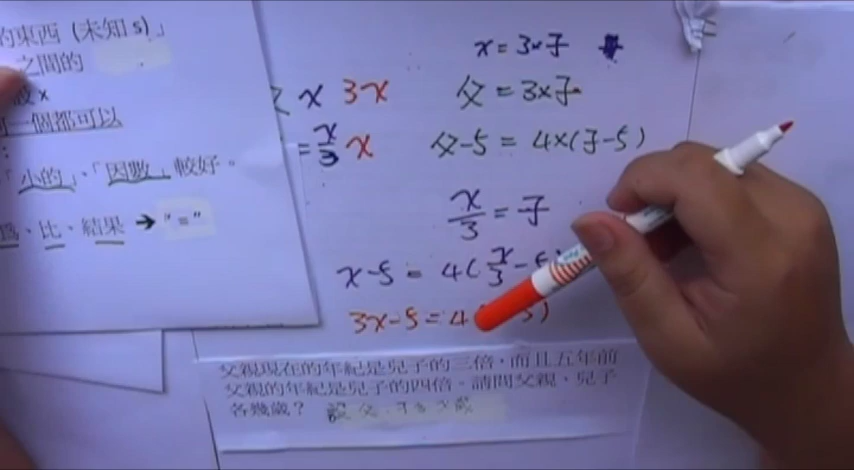 的東西 (未知s)」
之間的
設 x
一個都可以
「小的」、「因數」較好。
、比、結果 → "="
x = 3×子
x 3x
父 = 3×子
= x/3 x
父-5 = 4×(子-5)
x/3 = 子
x-5 = 4(x/3-5
3x-5=4( 5)
父親現在的年紀是兒子的三倍，而且五年前
父親的年紀是兒子的四倍。請問父親、兒子
各幾歲？